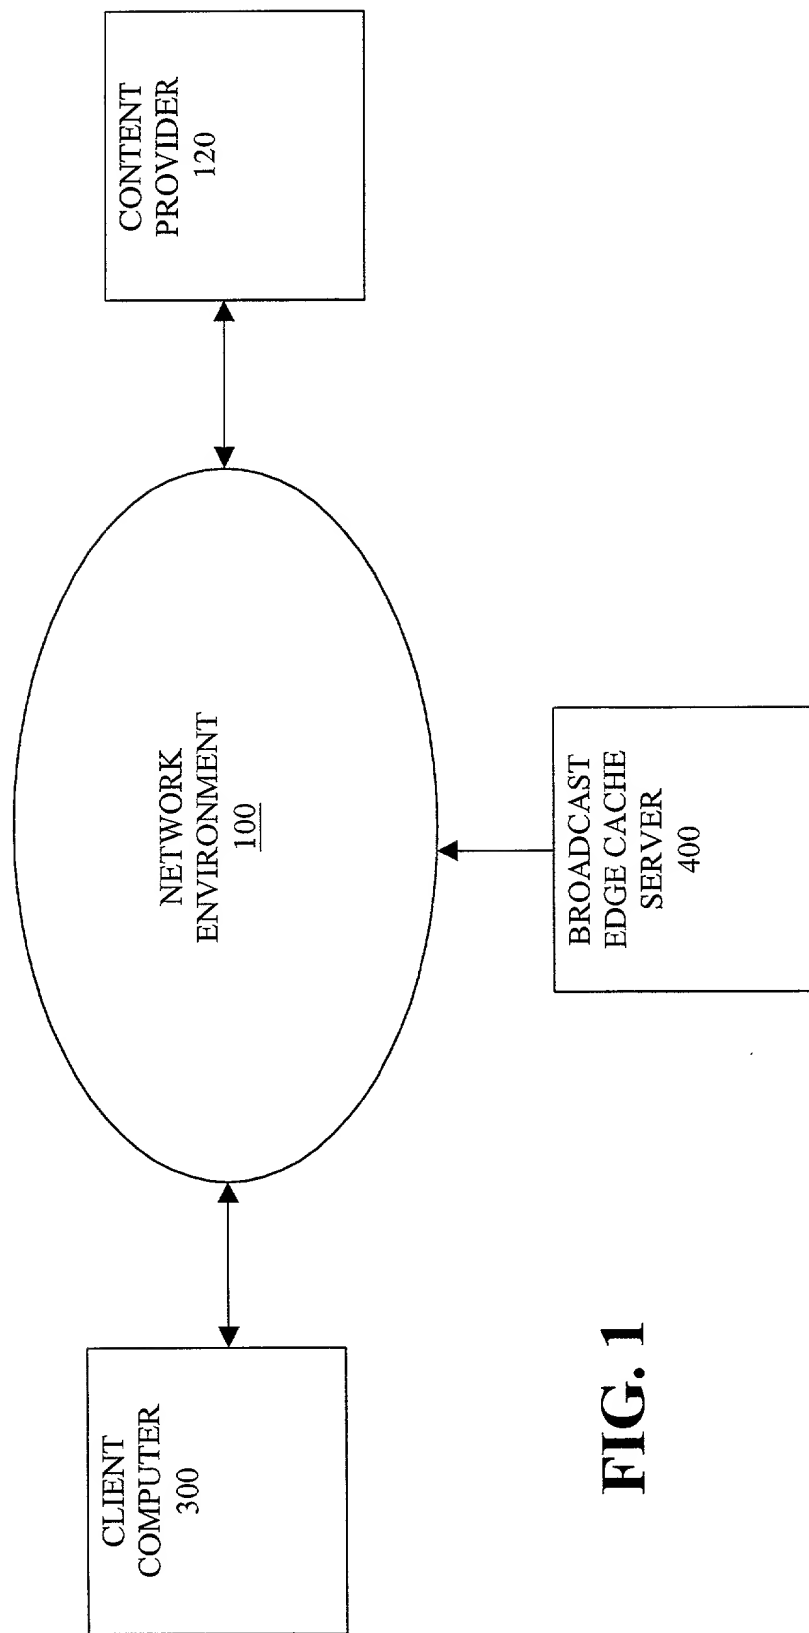 CLIENT
COMPUTER
300
NETWORK
ENVIRONMENT
100
CONTENT
PROVIDER
120
BROADCAST
EDGE CACHE
SERVER
400
FIG. 1